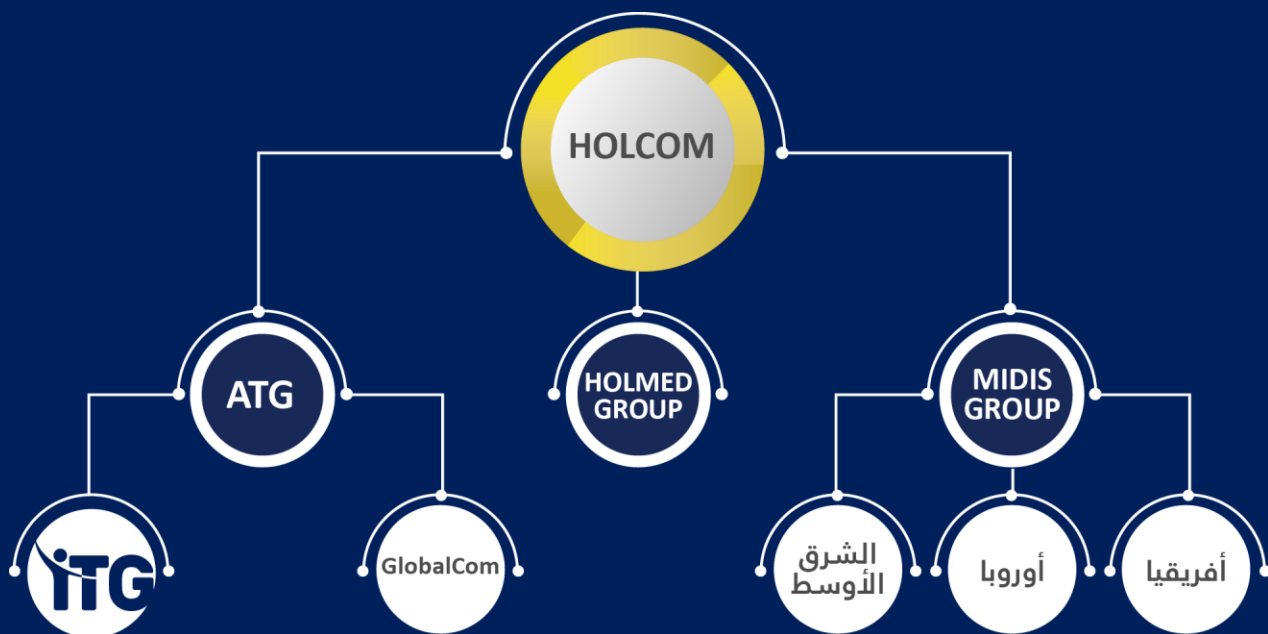 HOLCOM
ATG
HOLMED
GROUP
MIDIS
GROUP
iTG
GlobalCom
الشرق
الأوسط
أوروبا
أفريقيا